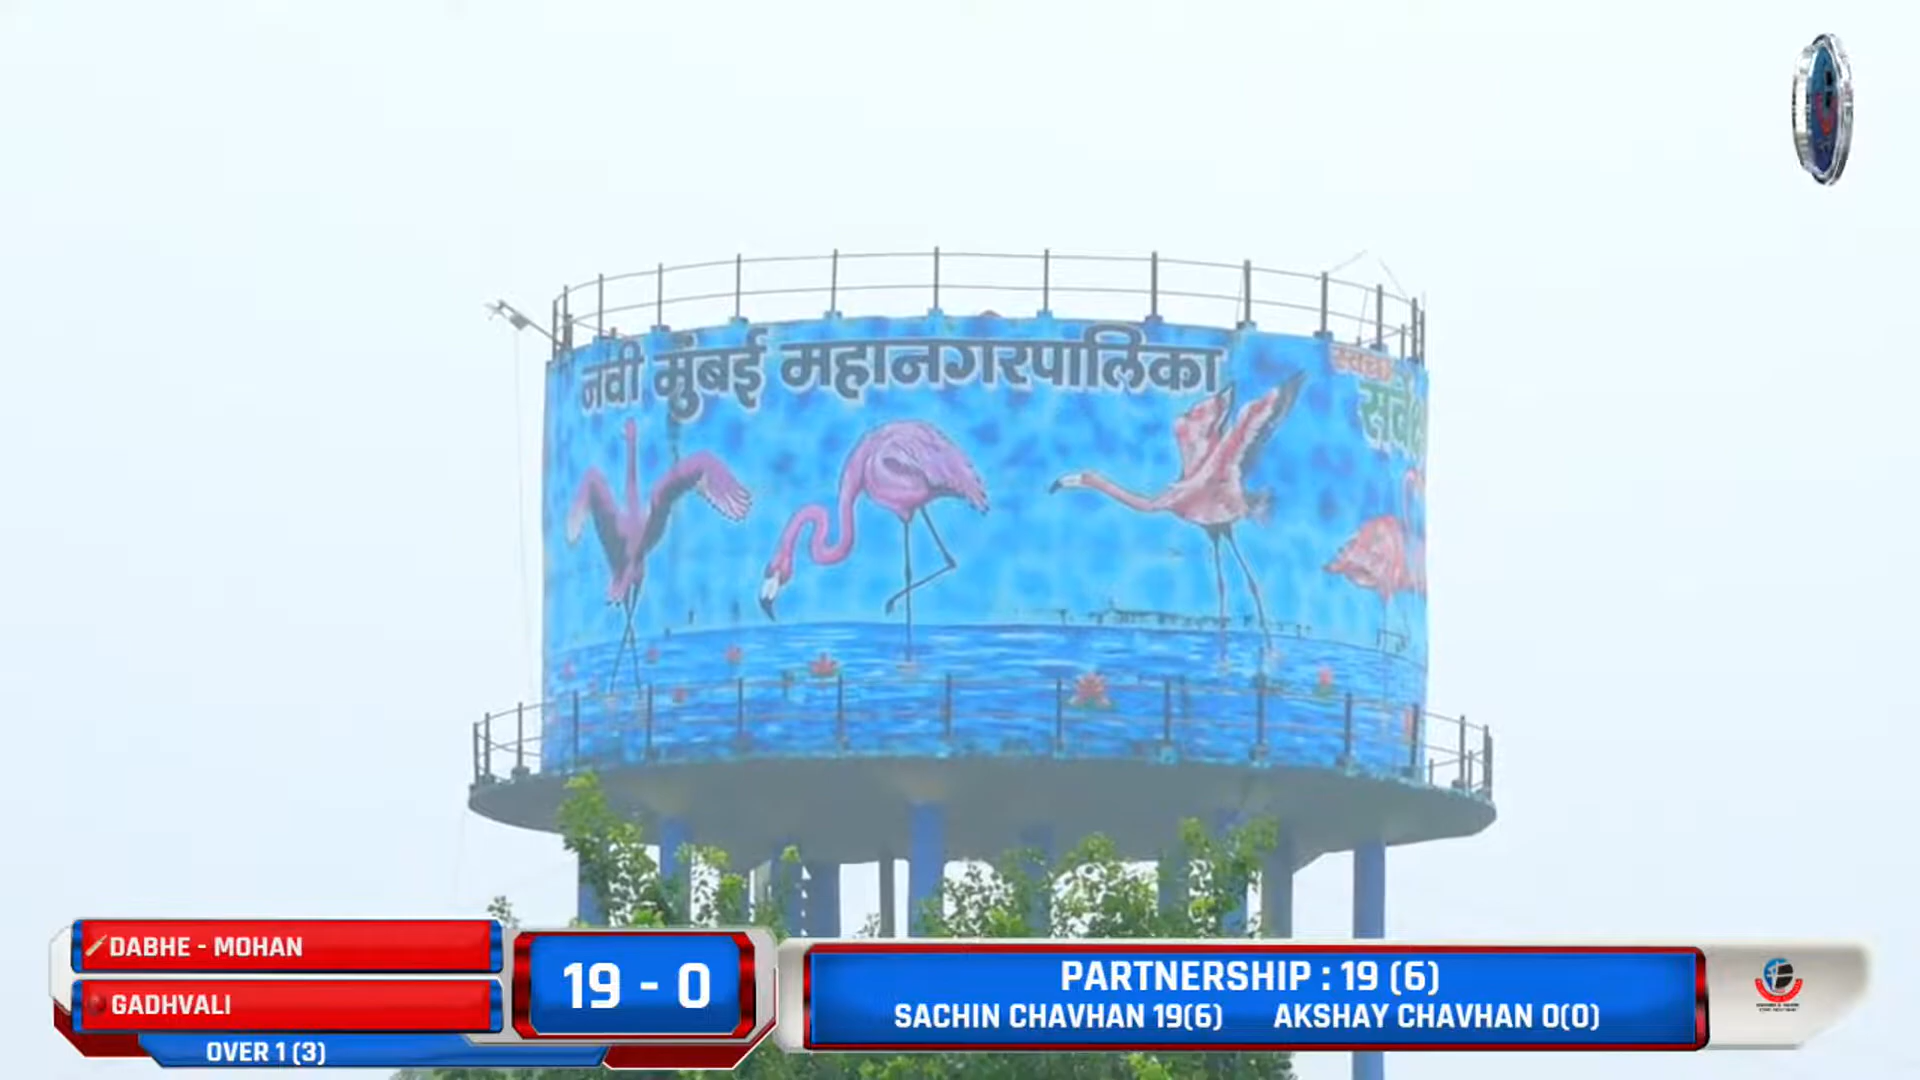 नवी मुंबई महानगरपालिका
स्वच्छ
DABHE - MOHAN
GADHVALI
19 - 0
OVER 1 (3)
PARTNERSHIP : 19 (6)
SACHIN CHAVHAN 19(6) AKSHAY CHAVHAN 0(0)